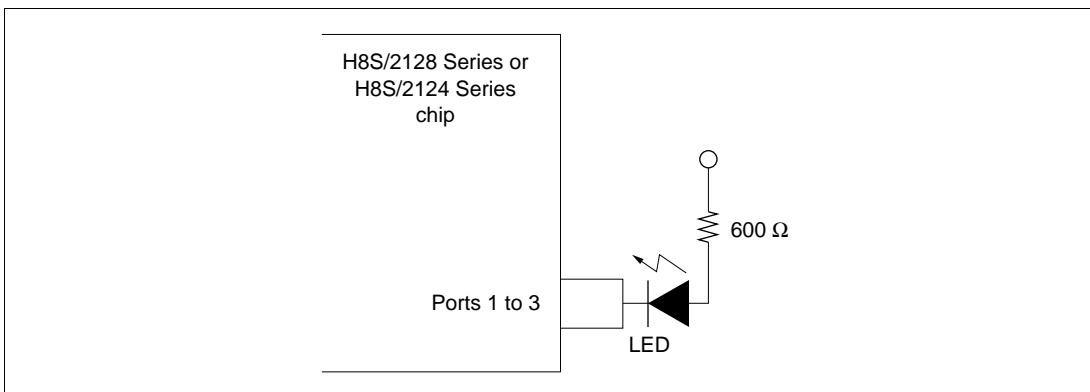 H8S/2128 Series or
H8S/2124 Series
chip
600 Ω
Ports 1 to 3
LED